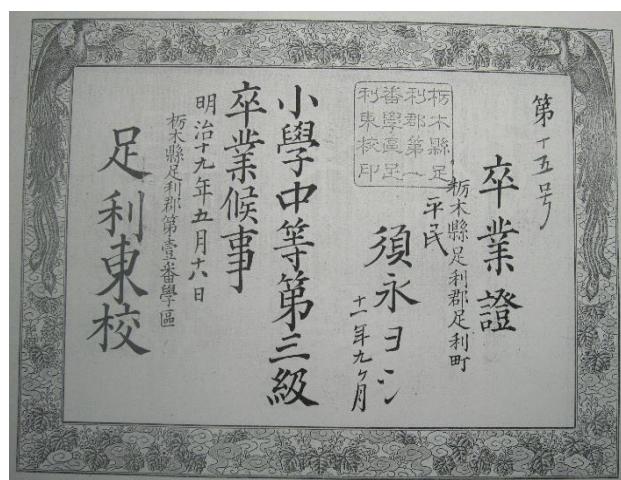 第十五号
卒業證
栃木縣足利郡足利町
平民
須永ヨシ
十一年九ヶ月
栃木縣足
利郡第一
番學區足
利東校印
小學中等第三級
卒業候事
明治十九年五月十六日
栃木縣足利郡第壹番學區
足利東校